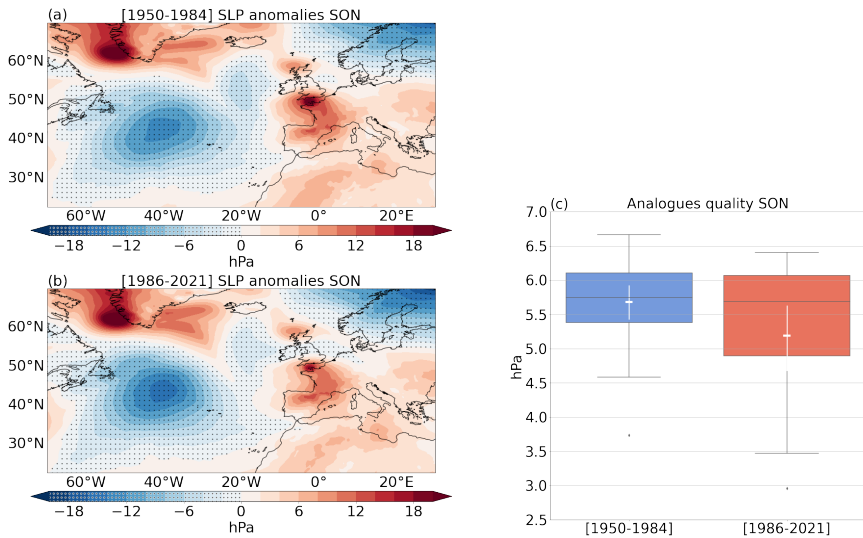 (a) [1950-1984] SLP anomalies SON
60°N
50°N
40°N
30°N
60°W 40°W 20°W 0° 20°E
−18 −12 −6 0 6 12 18
hPa
(b) [1986-2021] SLP anomalies SON
60°N
50°N
40°N
30°N
60°W 40°W 20°W 0° 20°E
−18 −12 −6 0 6 12 18
hPa
(c) Analogues quality SON
7.0
6.5
6.0
5.5
5.0
4.5
4.0
3.5
3.0
2.5
hPa
[1950-1984] [1986-2021]